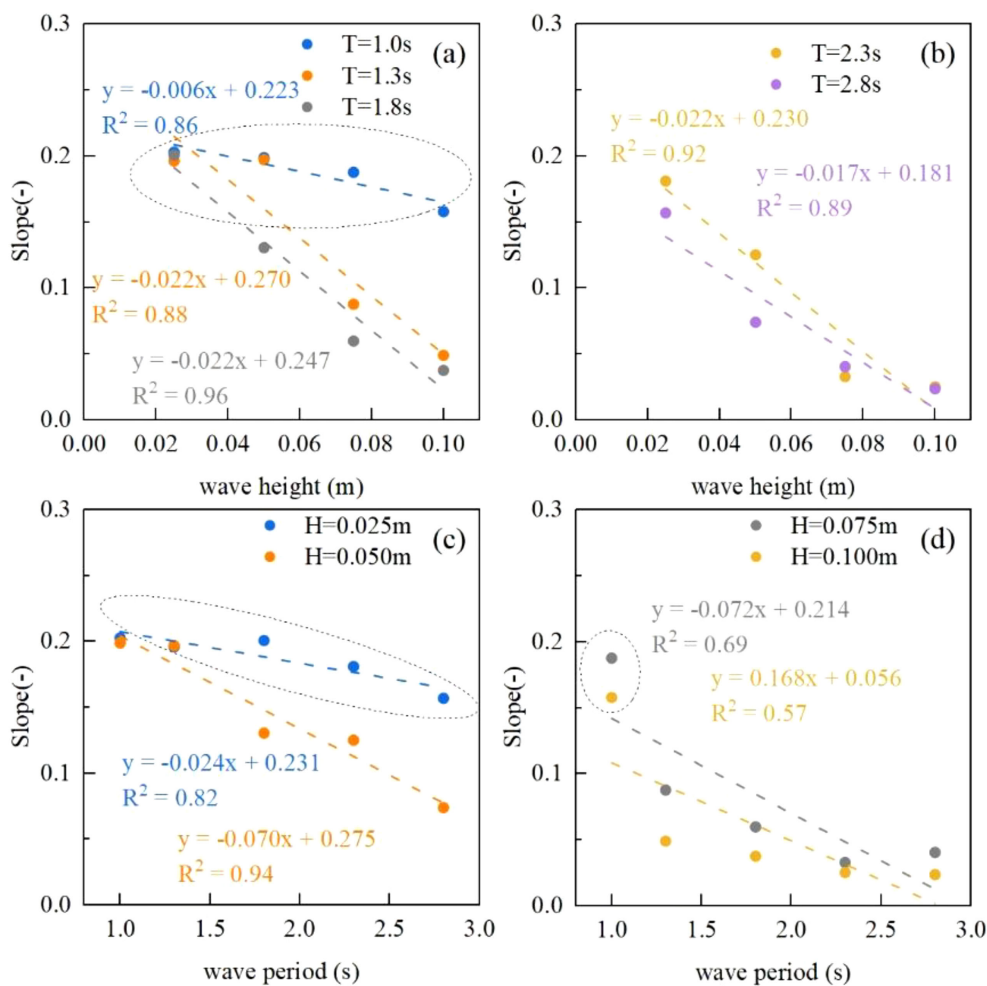 0.3
T=1.0s
(a)
T=1.3s
y = -0.006x + 0.223
T=1.8s
R² = 0.86
0.2
Slope(-)
y = -0.022x + 0.270
0.1
R² = 0.88
y = -0.022x + 0.247
R² = 0.96
0.0
0.00 0.02 0.04 0.06 0.08 0.10
wave height (m)
0.3
T=2.3s
(b)
T=2.8s
y = -0.022x + 0.230
R² = 0.92
0.2
y = -0.017x + 0.181
R² = 0.89
Slope(-)
0.1
0.0
0.00 0.02 0.04 0.06 0.08 0.10
wave height (m)
0.3
H=0.025m
(c)
H=0.050m
0.2
Slope(-)
y = -0.024x + 0.231
0.1
R² = 0.82
y = -0.070x + 0.275
R² = 0.94
0.0
1.0 1.5 2.0 2.5 3.0
wave period (s)
0.3
H=0.075m
(d)
H=0.100m
y = -0.072x + 0.214
0.2
R² = 0.69
y = 0.168x + 0.056
R² = 0.57
Slope(-)
0.1
0.0
1.0 1.5 2.0 2.5 3.0
wave period (s)